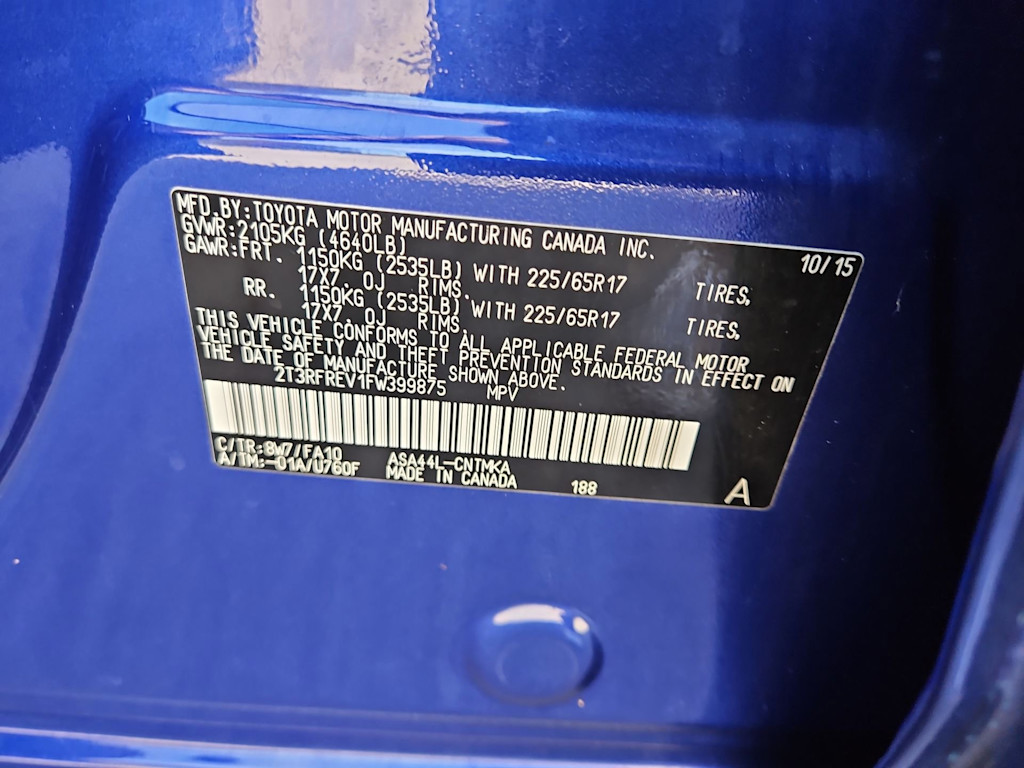 MFD.BY:TOYOTA MOTOR MANUFACTURING CANADA INC.
10/15
GVWR:2105KG (4640LB)
GAWR:FRT. 1150KG (2535LB) WITH 225/65R17 TIRES,
17X7.0J RIMS,
RR. 1150KG (2535LB) WITH 225/65R17 TIRES,
17X7.0J RIMS,
THIS VEHICLE CONFORMS TO ALL APPLICABLE FEDERAL MOTOR
VEHICLE SAFETY AND THEFT PREVENTION STANDARDS IN EFFECT ON
THE DATE OF MANUFACTURE SHOWN ABOVE.
2T3RFREV1FW399875 MPV
C/TR:8W7/FA10 ASA44L-CNTMKA
A/TM:-01A/U760F MADE IN CANADA 188 A